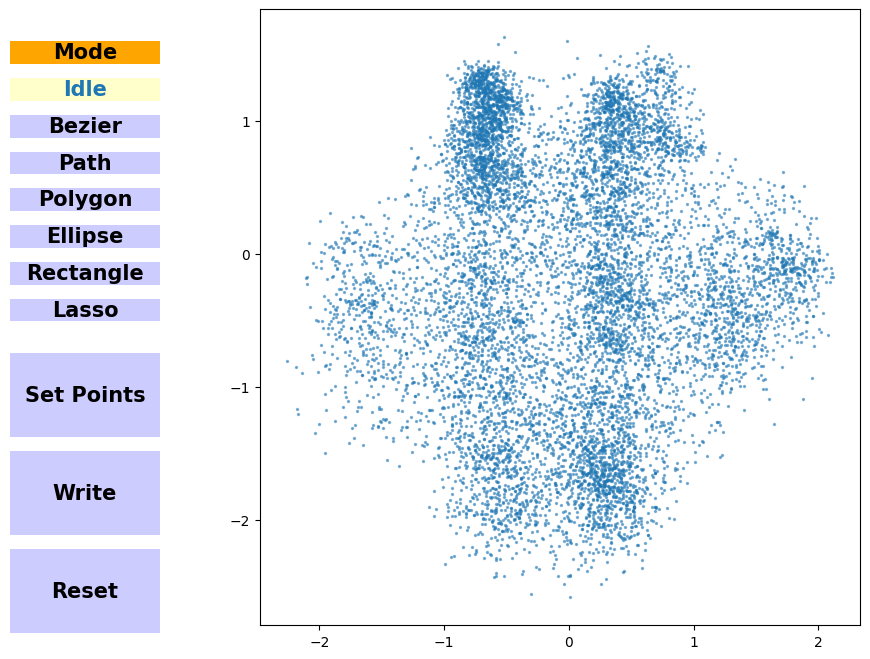 Mode
Idle
Bezier
Path
Polygon
Ellipse
Rectangle
Lasso
Set Points
Write
Reset
1
0
−1
−2
−2
−1
0
1
2